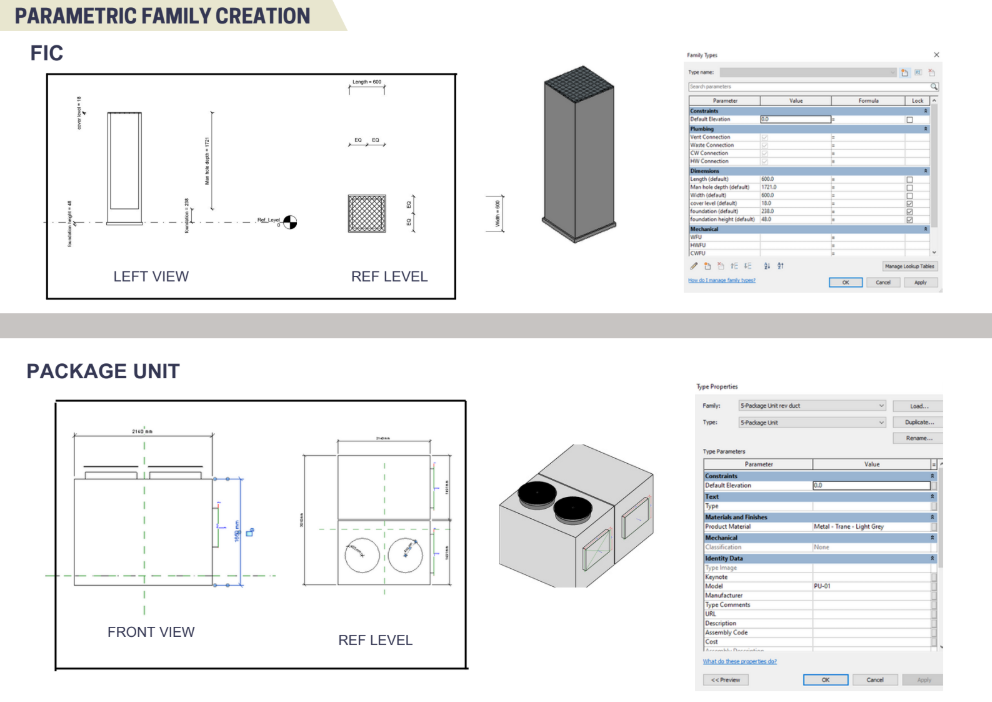 PARAMETRIC FAMILY CREATION
FIC
cover level = 18
Man hole depth = 1721
foundation = 238
foundation height = 48
Ref. Level
0
LEFT VIEW
Length = 600
EQ EQ
EQ
EQ
Width = 600
REF LEVEL
Family Types
Type name:
Search parameters
Parameter Value Formula Lock
Constraints
Default Elevation 0.0 =
Plumbing
Vent Connection =
Waste Connection =
CW Connection =
HW Connection =
Dimensions
Length (default) 600.0 =
Man hole depth (default) 1721.0 =
Width (default) 600.0 =
cover level (default) 18.0 =
foundation (default) 238.0 =
foundation height (default) 48.0 =
Mechanical
WFU =
HWFU =
CWFU =
Manage Lookup Tables
How do I manage family types?
OK Cancel Apply
PACKAGE UNIT
2160 mm
FRONT VIEW
REF LEVEL
Type Properties
Family: 5-Package Unit rev duct Load...
Type: 5-Package Unit Duplicate...
Rename...
Type Parameters
Parameter Value =
Constraints
Default Elevation 0.0
Text
Type
Materials and Finishes
Product Material Metal - Trane - Light Grey
Mechanical
Classification None
Identity Data
Type Image
Keynote
Model PU-01
Manufacturer
Type Comments
URL
Description
Assembly Code
Cost
What do these properties do?
<< Preview OK Cancel Apply